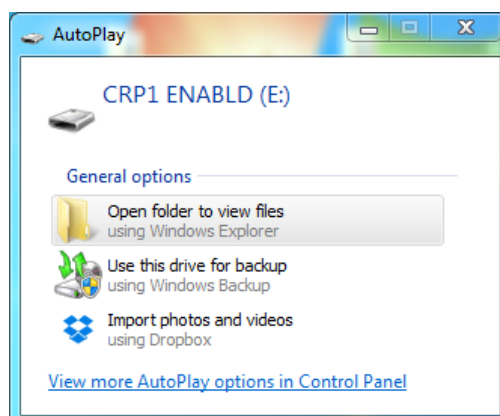 AutoPlay
CRP1 ENABLD (E:)
General options
Open folder to view files
using Windows Explorer
Use this drive for backup
using Windows Backup
Import photos and videos
using Dropbox
View more AutoPlay options in Control Panel